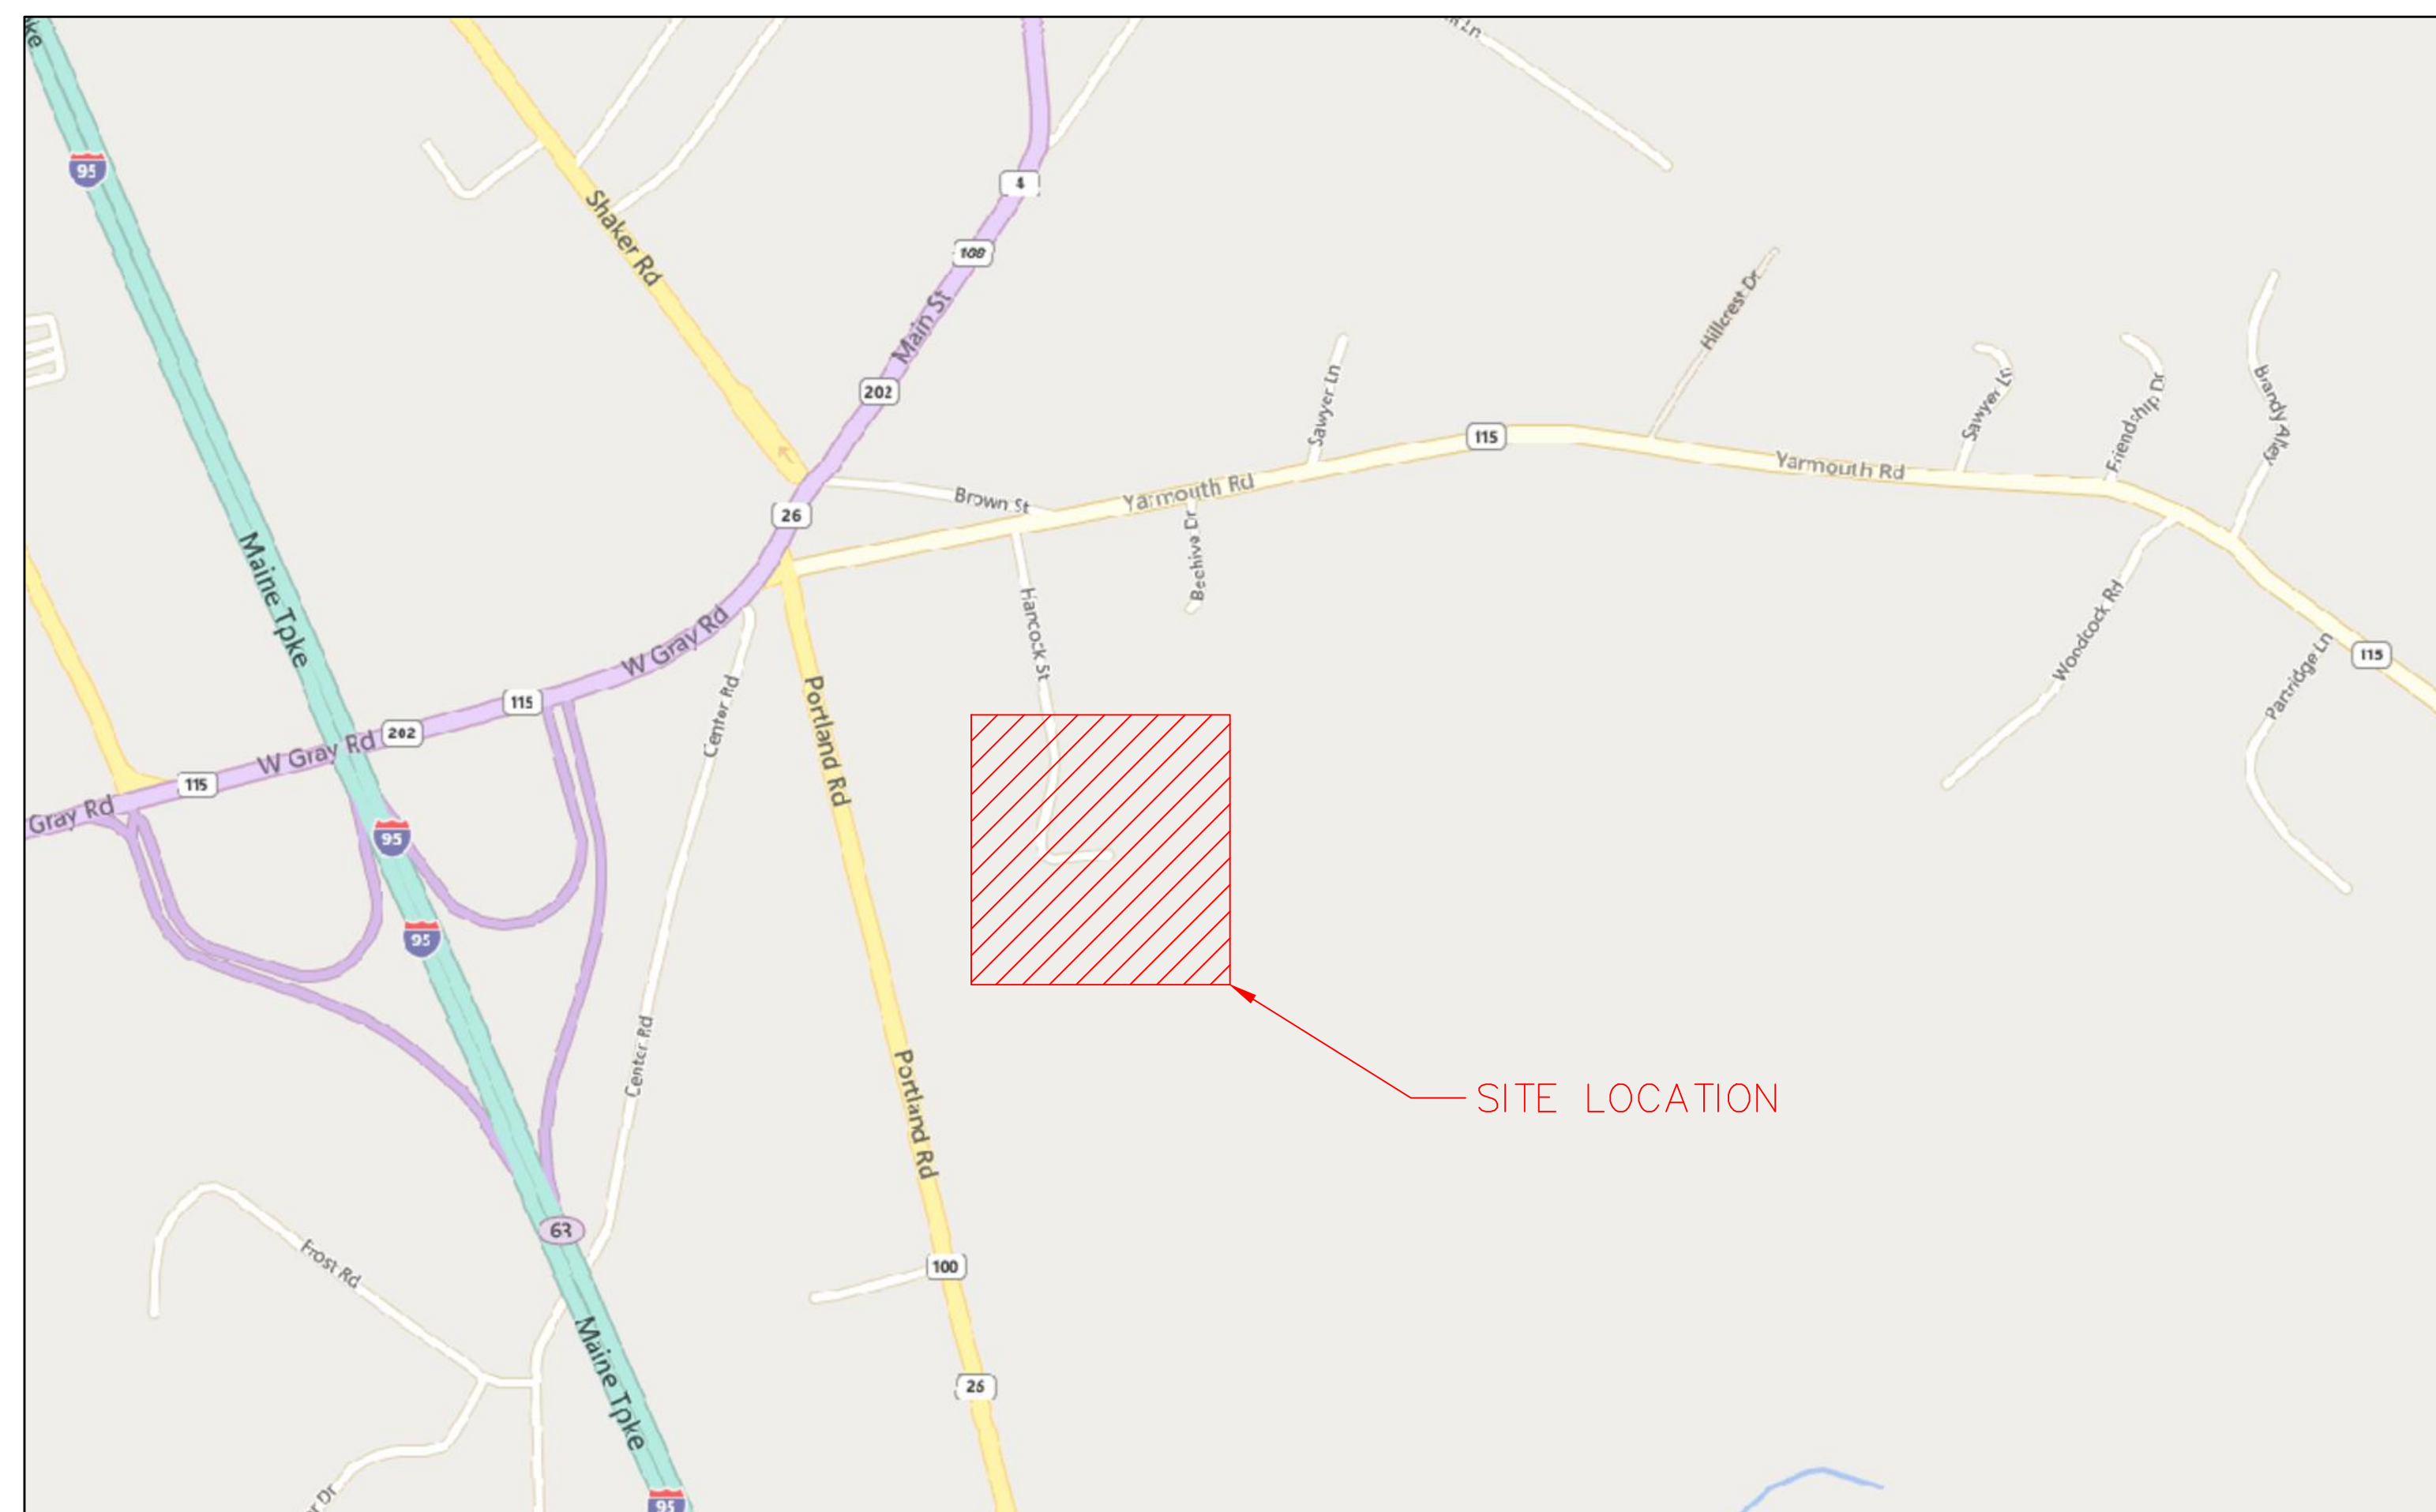 95
Shaker Rd
4
100
Main St
202
Hillcrest Dr
Sawyer Ln
115
Yarmouth Rd
Sawyer Ln
Friendship Dr
Brandy Alley
Brown St
Yarmouth Rd
26
Beehive Dr
Maine Tpke
Hancock St
W Gray Rd
Woodcock Rd
115
Partridge Ln
115
Center Rd
Portland Rd
202
W Gray Rd
115
Gray Rd
95
95
Center Rd
Portland Rd
SITE LOCATION
63
Frost Rd
100
Maine Tpke
26
Dr
95